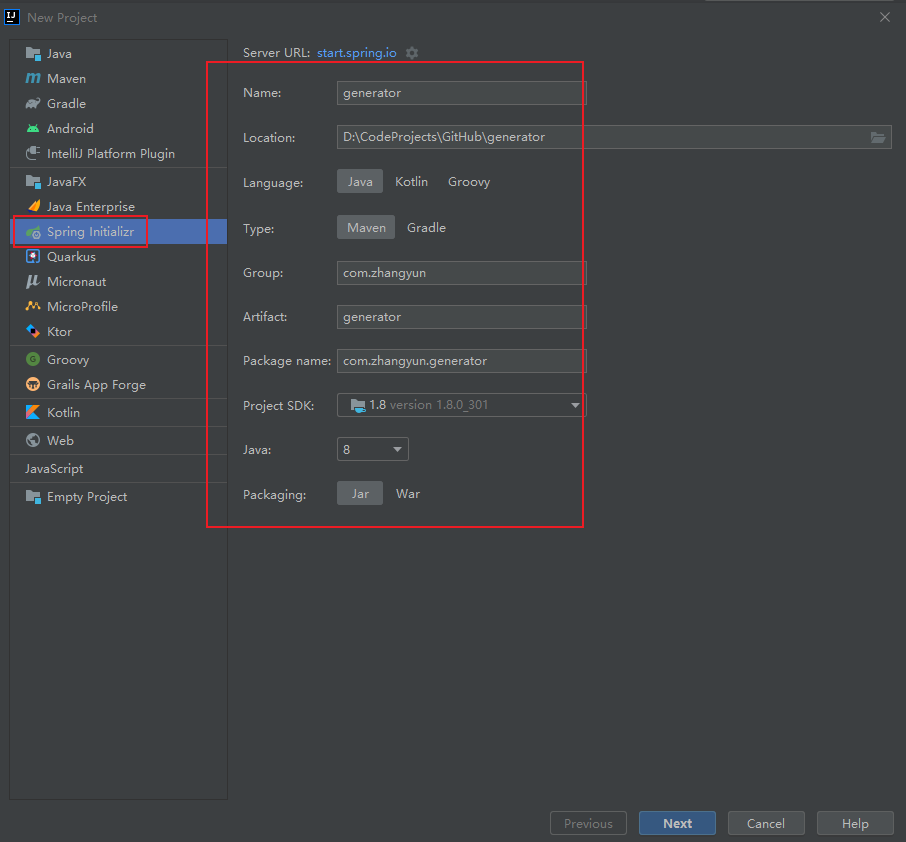 New Project
Java
Maven
Gradle
Android
IntelliJ Platform Plugin
JavaFX
Java Enterprise
Spring Initializr
Quarkus
Micronaut
MicroProfile
Ktor
Groovy
Grails App Forge
Kotlin
Web
JavaScript
Empty Project
Server URL: start.spring.io
Name: generator
Location: D:\CodeProjects\GitHub\generator
Language: Java Kotlin Groovy
Type: Maven Gradle
Group: com.zhangyun
Artifact: generator
Package name: com.zhangyun.generator
Project SDK: 1.8 version 1.8.0_301
Java: 8
Packaging: Jar War
Previous Next Cancel Help